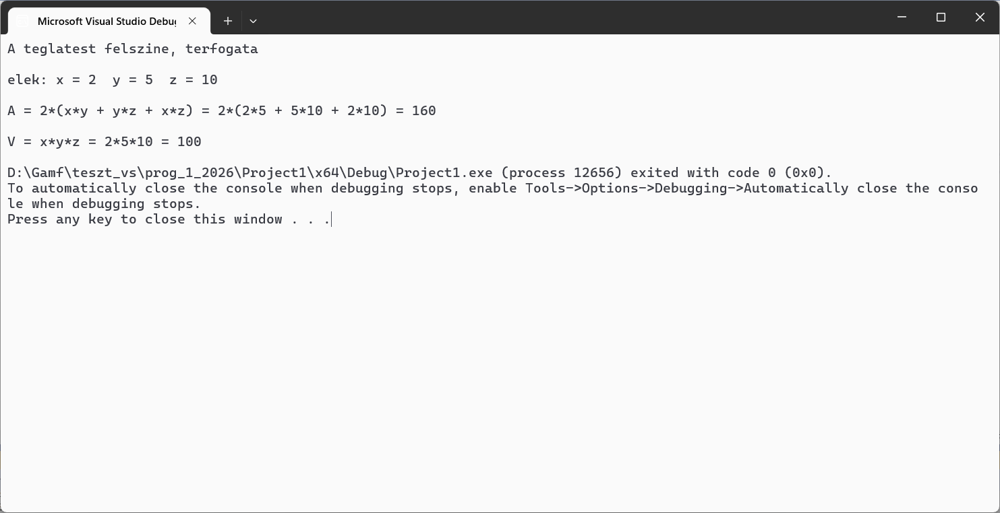 Microsoft Visual Studio Debu
A teglatest felszine, terfogata
elek: x = 2  y = 5  z = 10
A = 2*(x*y + y*z + x*z) = 2*(2*5 + 5*10 + 2*10) = 160
V = x*y*z = 2*5*10 = 100
D:\Gamf\teszt_vs\prog_1_2026\Project1\x64\Debug\Project1.exe (process 12656) exited with code 0 (0x0).
To automatically close the console when debugging stops, enable Tools->Options->Debugging->Automatically close the conso
le when debugging stops.
Press any key to close this window . . .